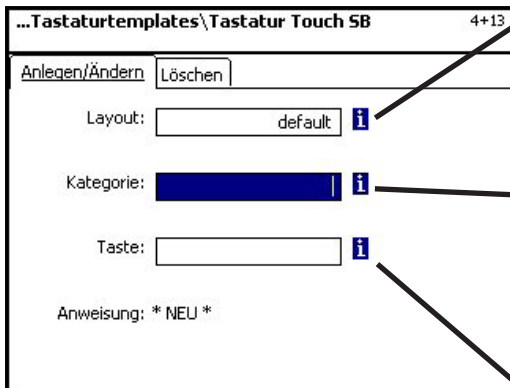 ...Tastaturtemplates\Tastatur Touch SB 4+13
Anlegen/Ändern Löschen
Layout: default i
Kategorie: i
Taste: i
Anweisung: * NEU *